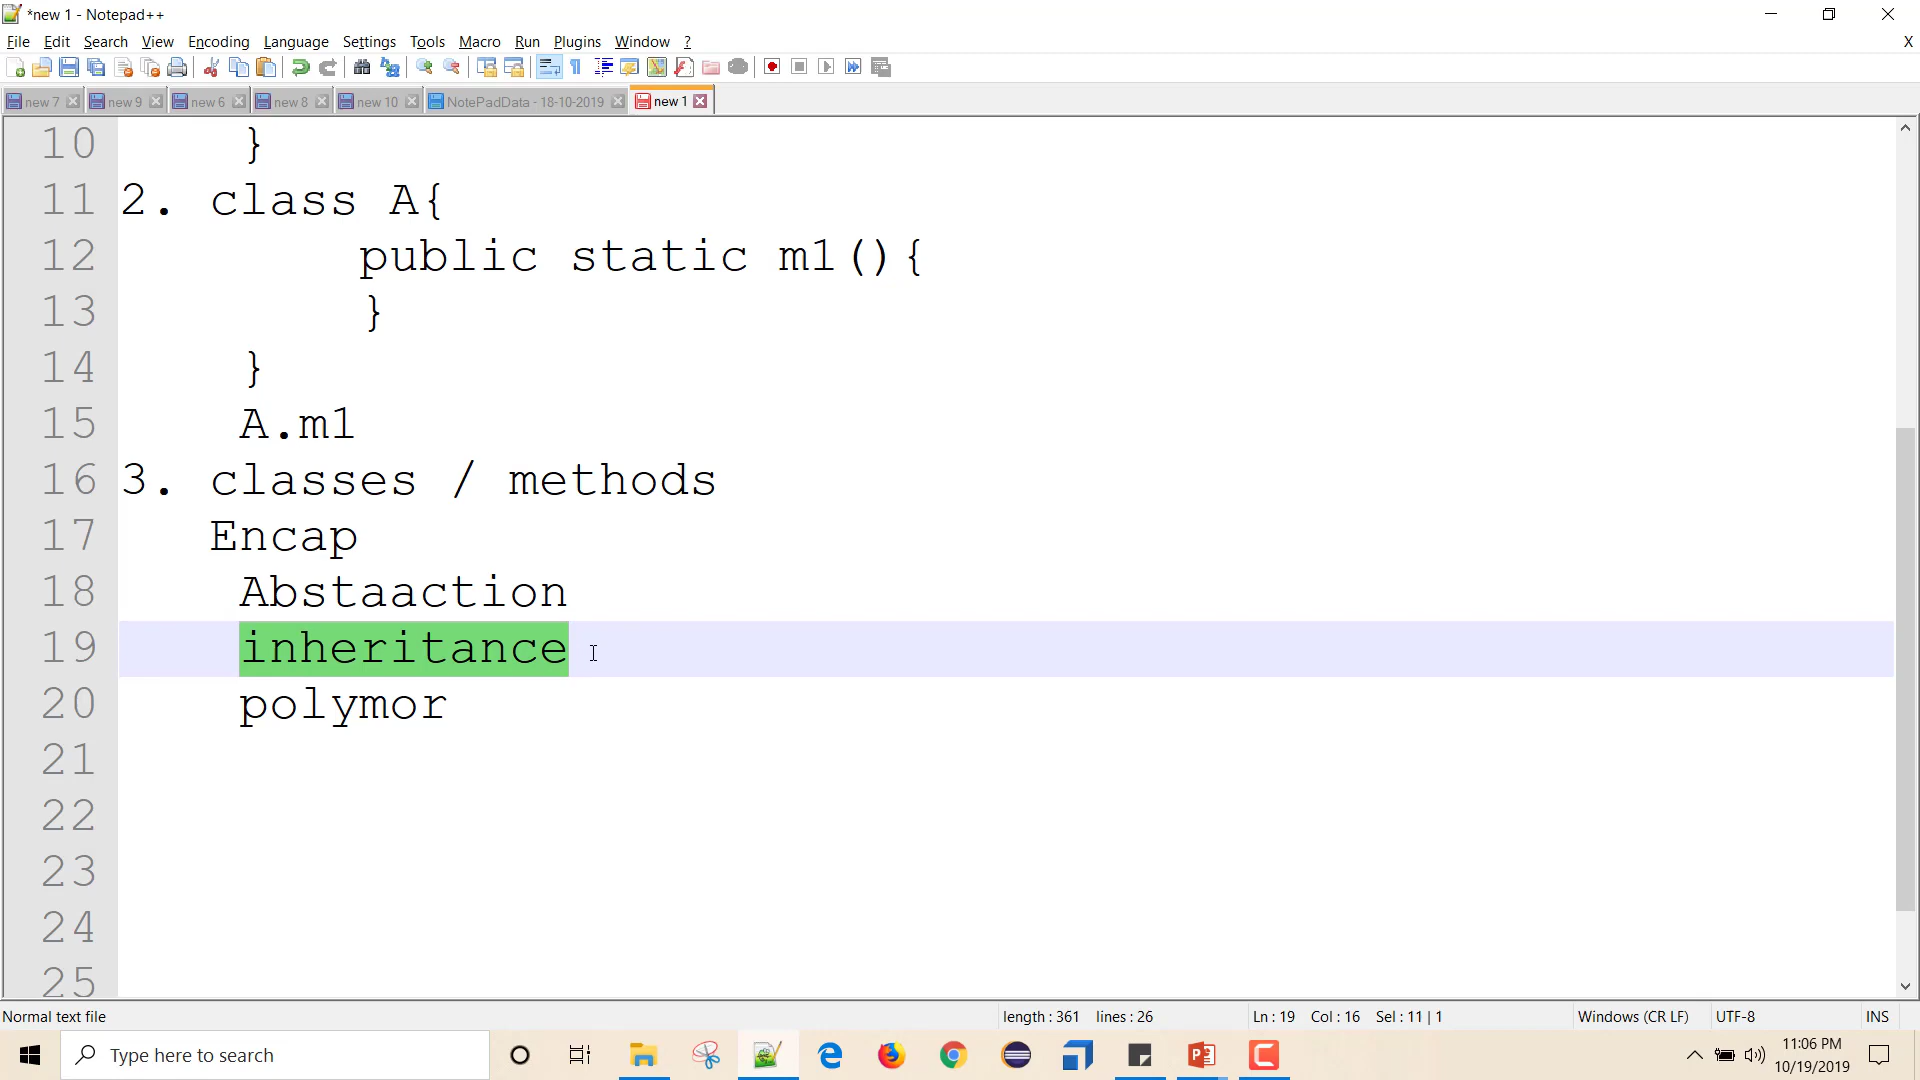 *new 1 - Notepad++
File Edit Search View Encoding Language Settings Tools Macro Run Plugins Window ? X
new 7 new 9 new 6 new 8 new 10 NotePadData - 18-10-2019 new 1
10 }
11 2. class A{
12 public static m1(){
13 }
14 }
15 A.m1
16 3. classes / methods
17 Encap
18 Abstaaction
19 inheritance
20 polymor
21
22
23
24
25
Normal text file length : 361 lines : 26 Ln : 19 Col : 16 Sel : 11 | 1 Windows (CR LF) UTF-8 INS
Type here to search
11:06 PM
10/19/2019